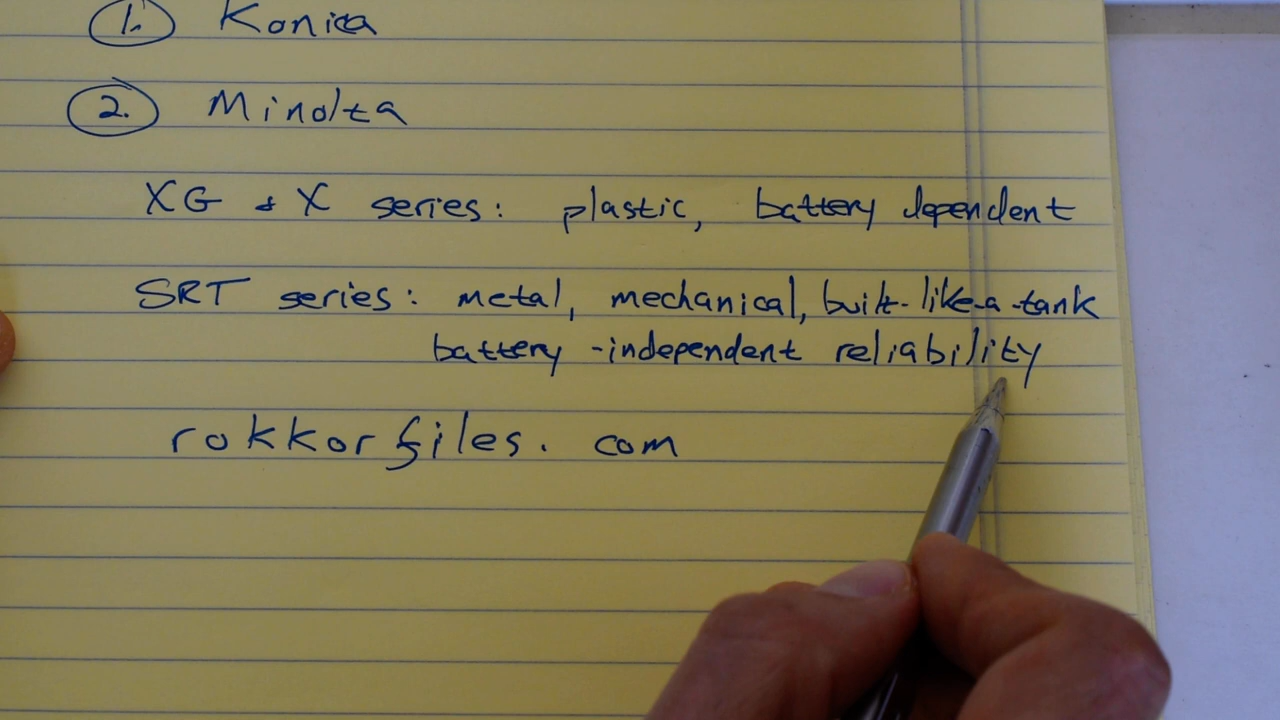 1. Konica
2. Minolta
XG & X series: plastic, battery dependent
SRT series: metal, mechanical, built-like-a-tank
battery-independent reliability
rokkorfiles.com